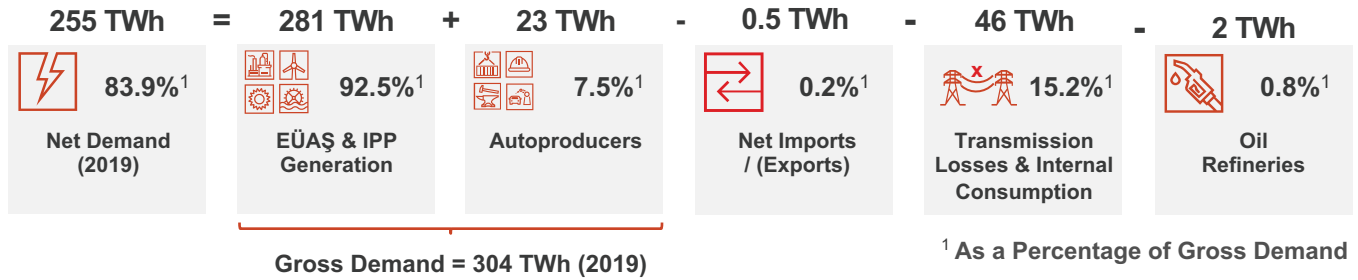 255 TWh = 281 TWh + 23 TWh - 0.5 TWh - 46 TWh - 2 TWh
83.9%¹ 92.5%¹ 7.5%¹ 0.2%¹ x 15.2%¹ 0.8%¹
Net Demand
(2019)
EÜAŞ & IPP
Generation
Autoproducers
Net Imports
/ (Exports)
Transmission
Losses & Internal
Consumption
Oil
Refineries
Gross Demand = 304 TWh (2019)
¹ As a Percentage of Gross Demand